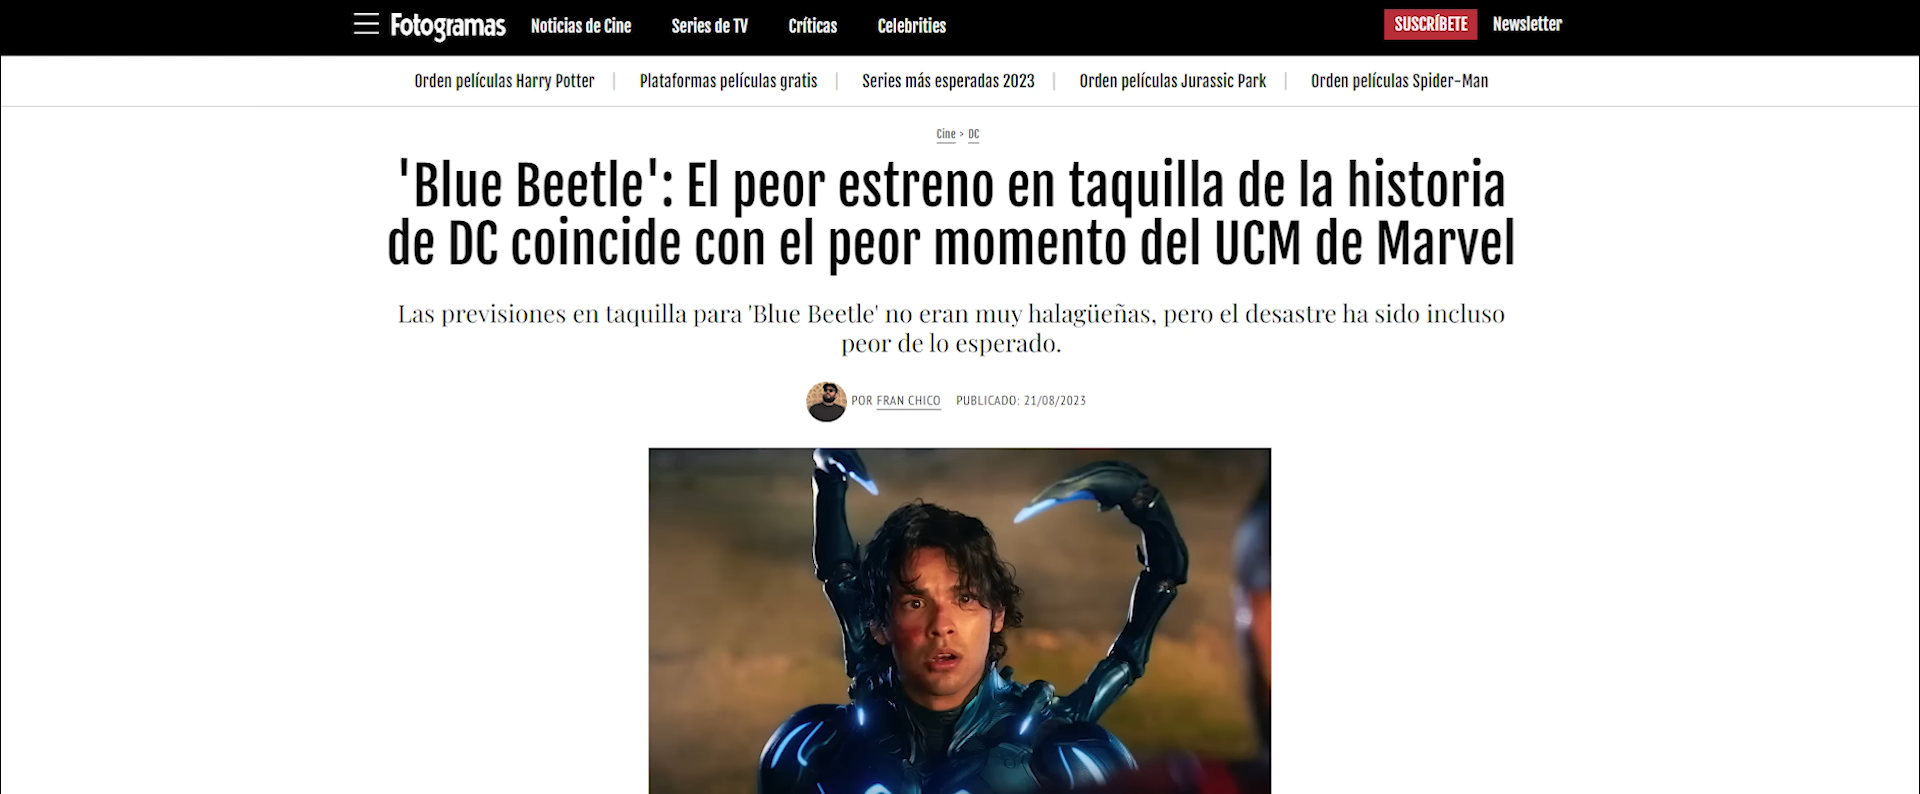 Fotogramas Noticias de Cine Series de TV Críticas Celebrities SUSCRÍBETE Newsletter
Orden películas Harry Potter Plataformas películas gratis Series más esperadas 2023 Orden películas Jurassic Park Orden películas Spider-Man
Cine > DC
'Blue Beetle': El peor estreno en taquilla de la historia
de DC coincide con el peor momento del UCM de Marvel
Las previsiones en taquilla para 'Blue Beetle' no eran muy halagüeñas, pero el desastre ha sido incluso
peor de lo esperado.
POR FRAN CHICO PUBLICADO: 21/08/2023